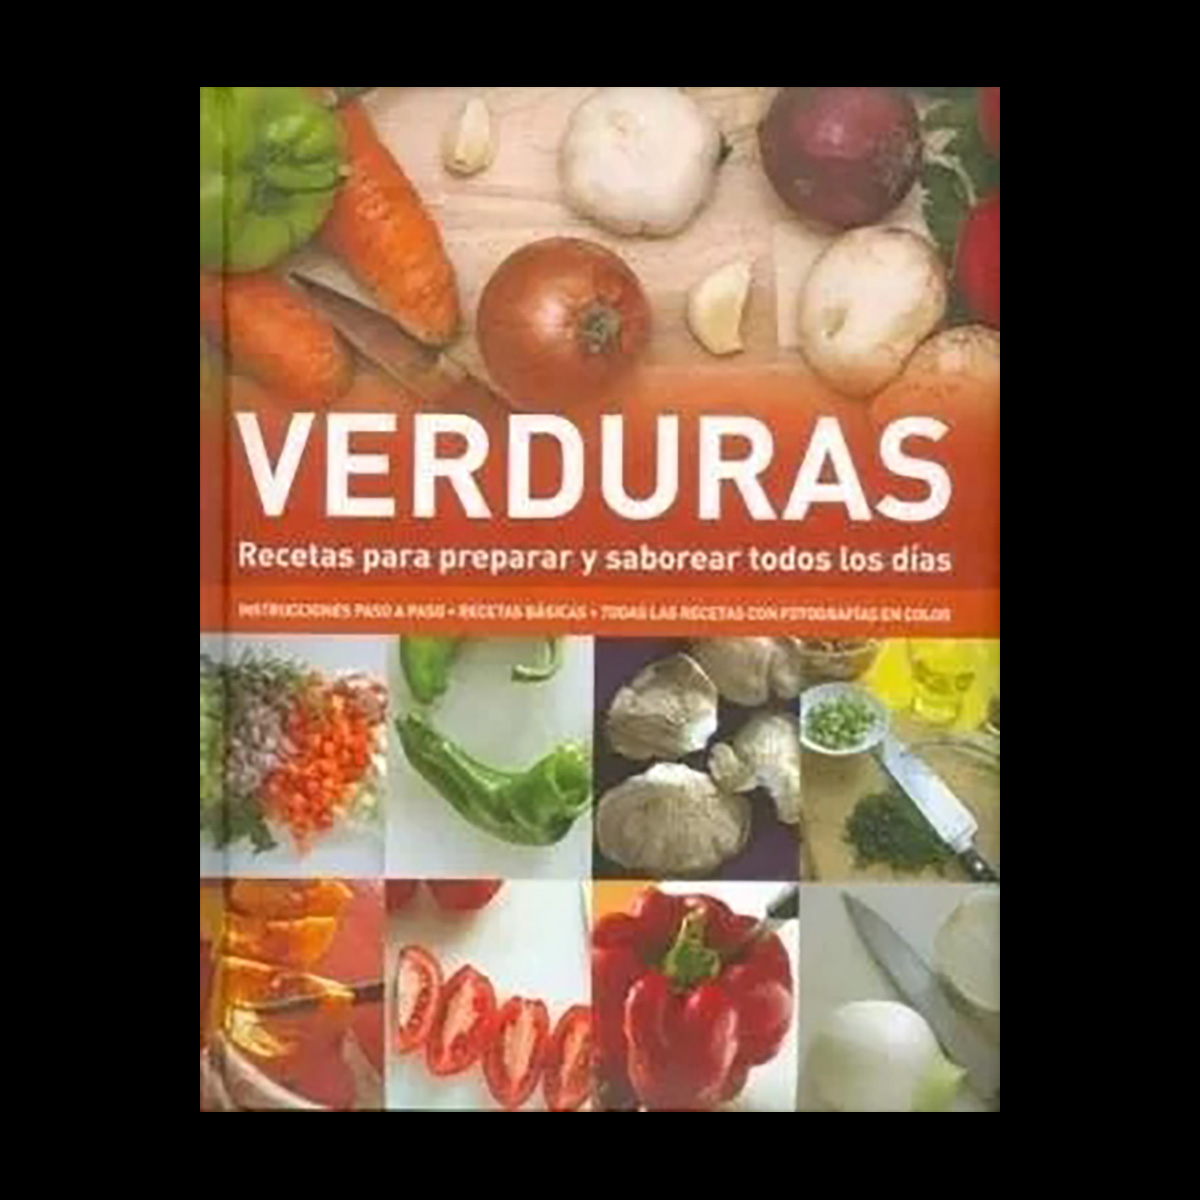 VERDURAS
Recetas para preparar y saborear todos los días
INSTRUCCIONES PASO A PASO • RECETAS BÁSICAS • TODAS LAS RECETAS CON FOTOGRAFÍAS EN COLOR